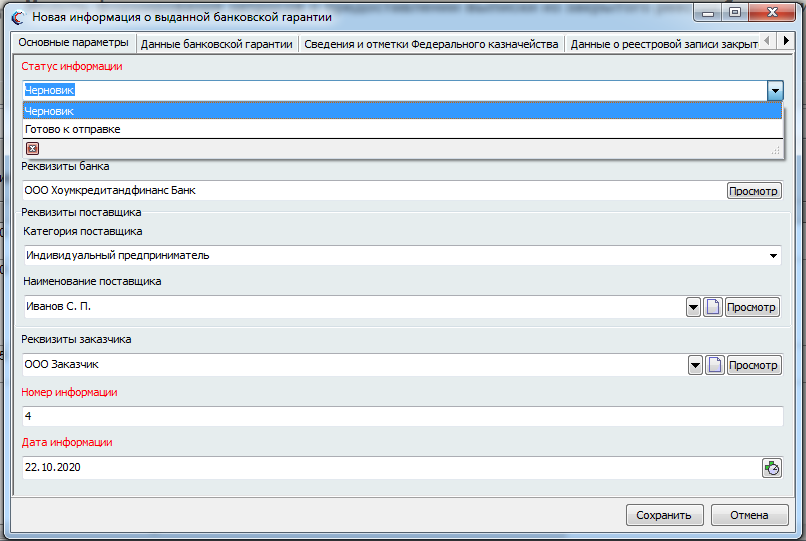 Новая информация о выданной банковской гарантии
Основные параметры
Данные банковской гарантии
Сведения и отметки Федерального казначейства
Данные о реестровой записи закрыт
Статус информации
Черновик
Черновик
Готово к отправке
Реквизиты банка
ООО Хоумкредитандфинанс Банк
Просмотр
Реквизиты поставщика
Категория поставщика
Индивидуальный предприниматель
Наименование поставщика
Иванов С. П.
Просмотр
Реквизиты заказчика
ООО Заказчик
Просмотр
Номер информации
4
Дата информации
22.10.2020
Сохранить
Отмена